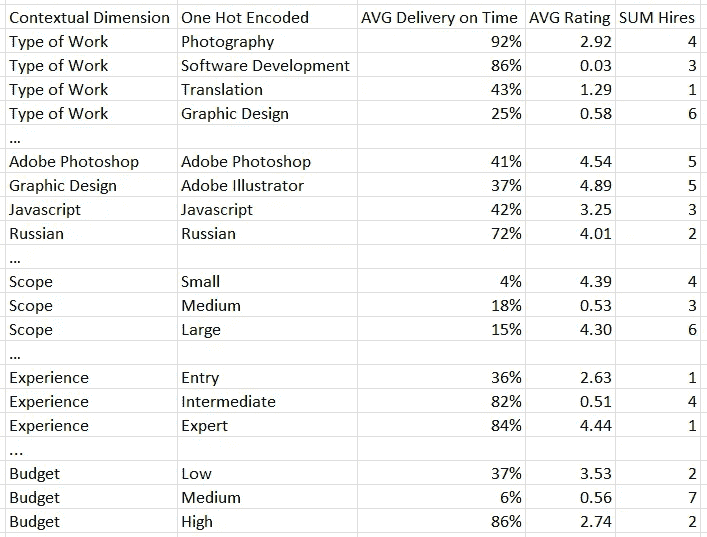 Contextual Dimension One Hot Encoded AVG Delivery on Time AVG Rating SUM Hires
Type of Work Photography 92% 2.92 4
Type of Work Software Development 86% 0.03 3
Type of Work Translation 43% 1.29 1
Type of Work Graphic Design 25% 0.58 6
...
Adobe Photoshop Adobe Photoshop 41% 4.54 5
Graphic Design Adobe Illustrator 37% 4.89 5
Javascript Javascript 42% 3.25 3
Russian Russian 72% 4.01 2
...
Scope Small 4% 4.39 4
Scope Medium 18% 0.53 3
Scope Large 15% 4.30 6
...
Experience Entry 36% 2.63 1
Experience Intermediate 82% 0.51 4
Experience Expert 84% 4.44 1
...
Budget Low 37% 3.53 2
Budget Medium 6% 0.56 7
Budget High 86% 2.74 2